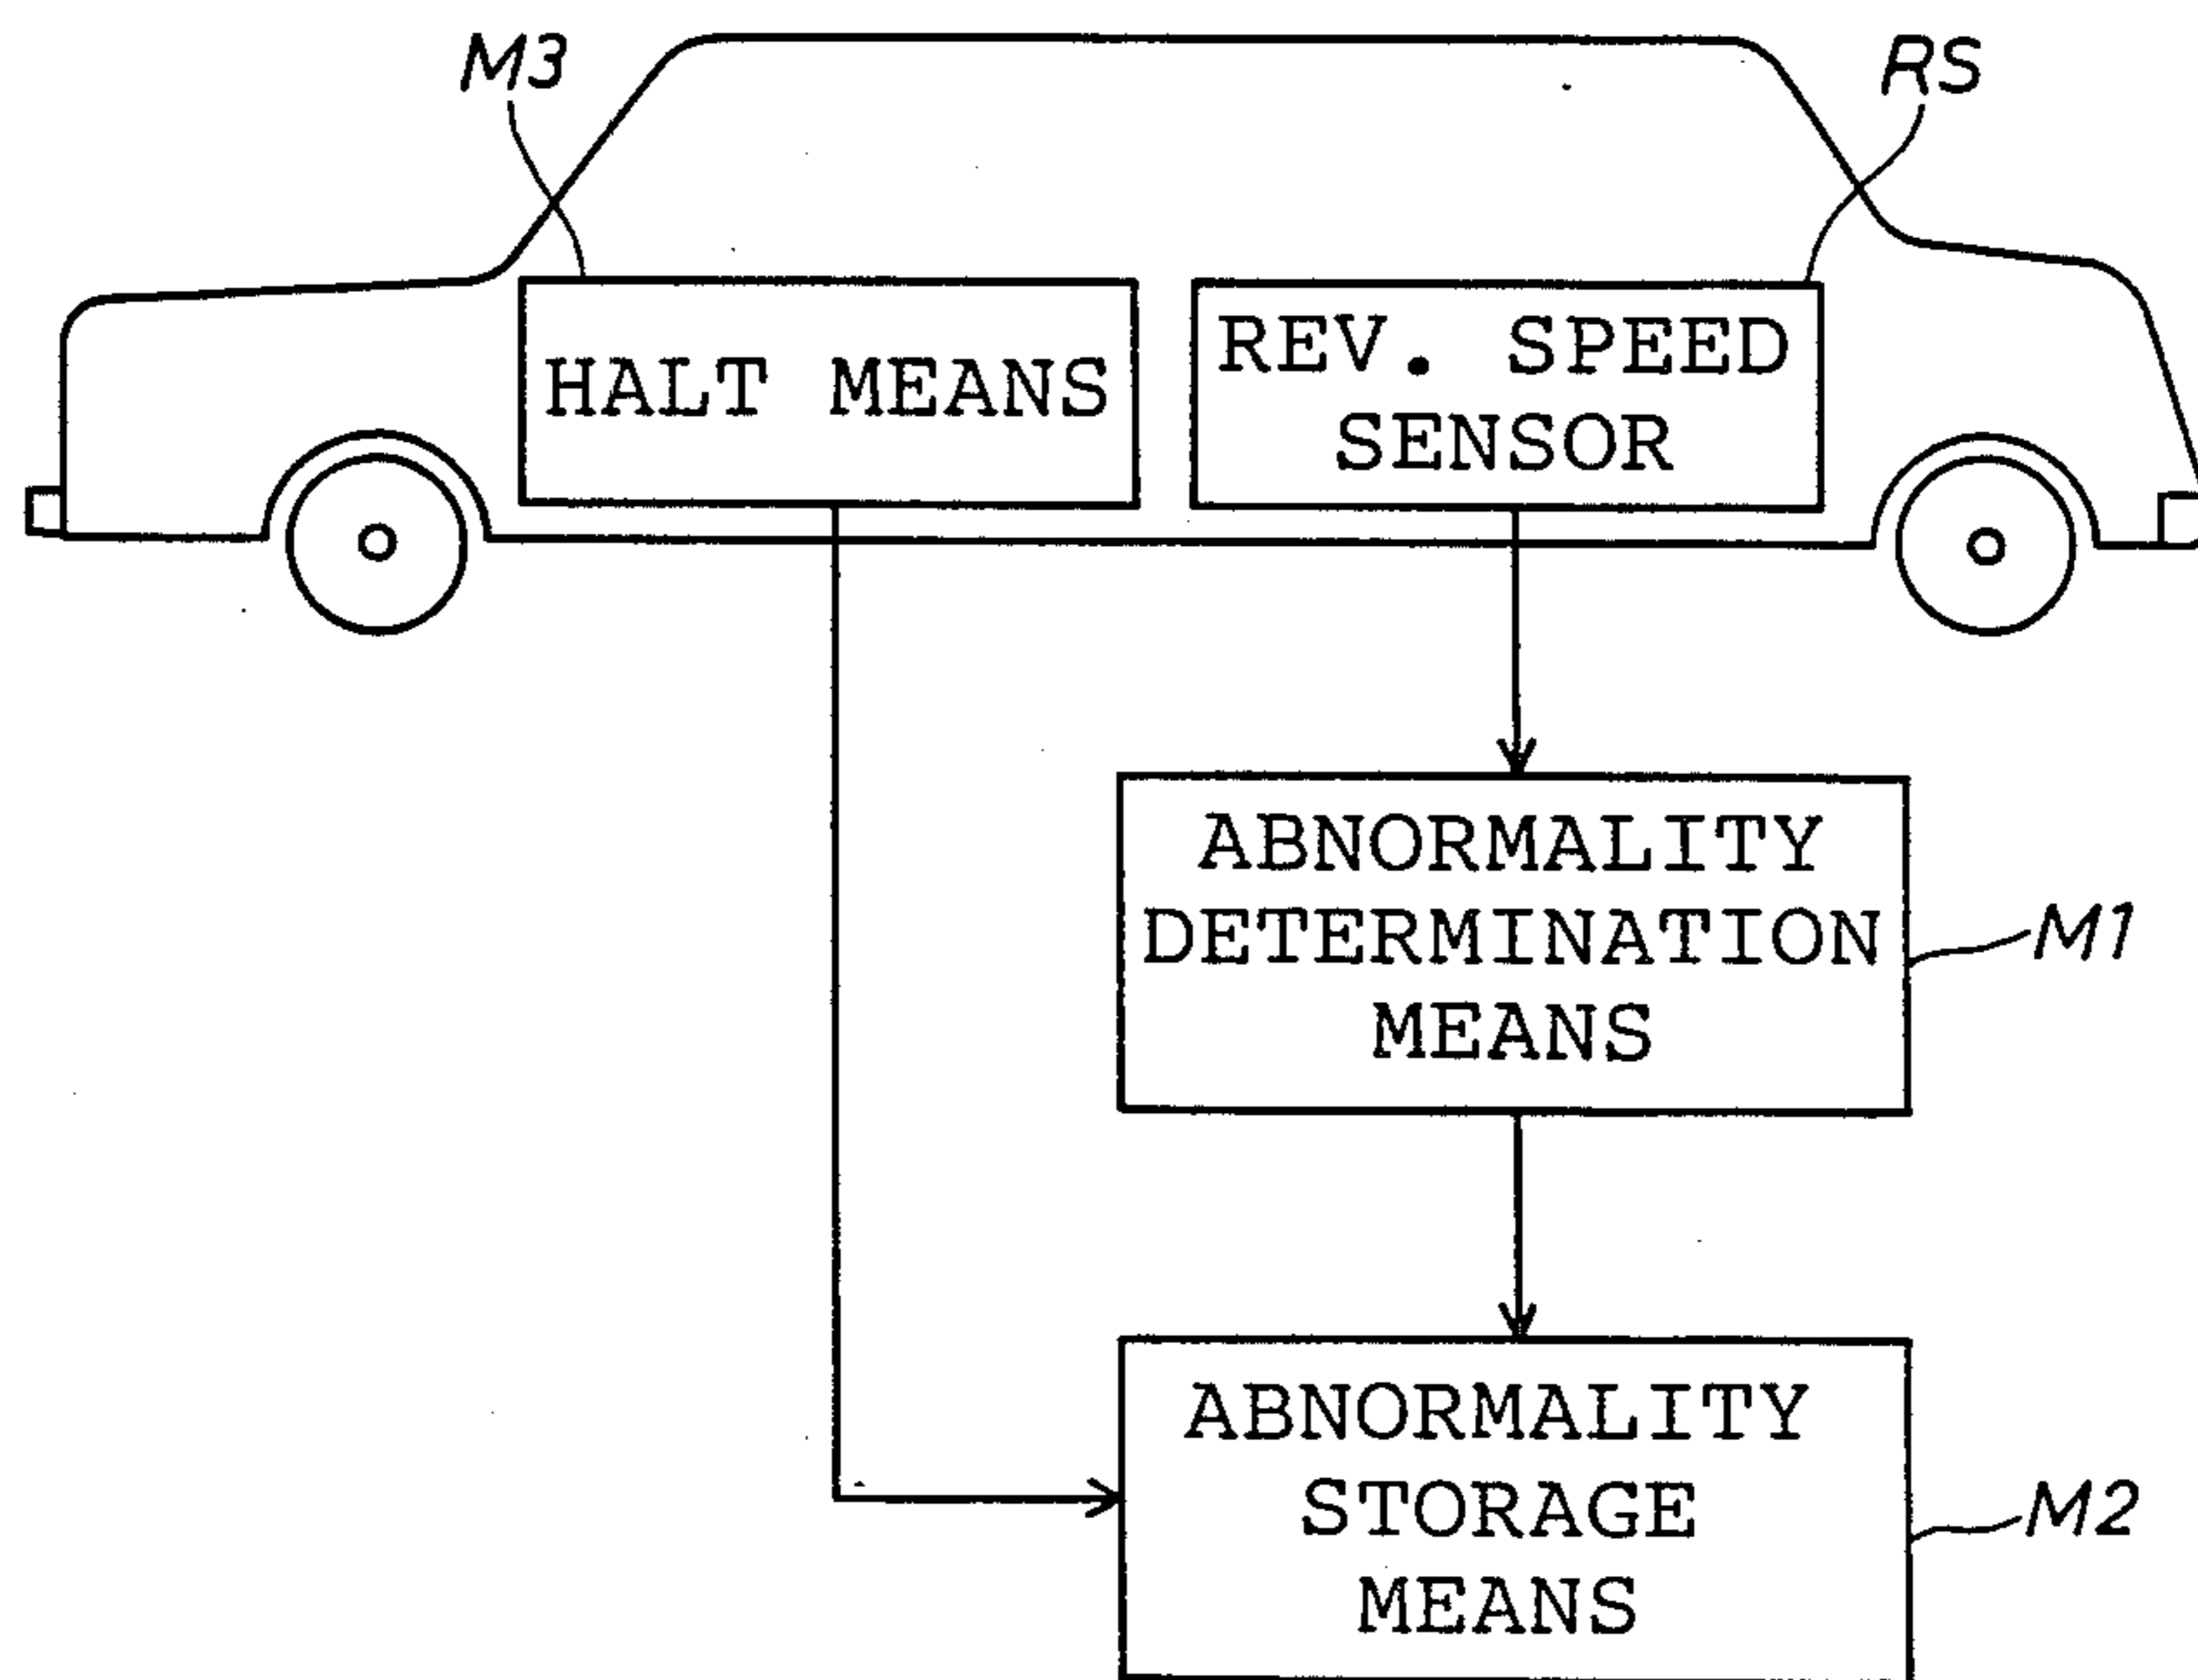 M3
RS
HALT MEANS
REV. SPEED
SENSOR
ABNORMALITY
DETERMINATION
MEANS
M1
ABNORMALITY
STORAGE
MEANS
M2